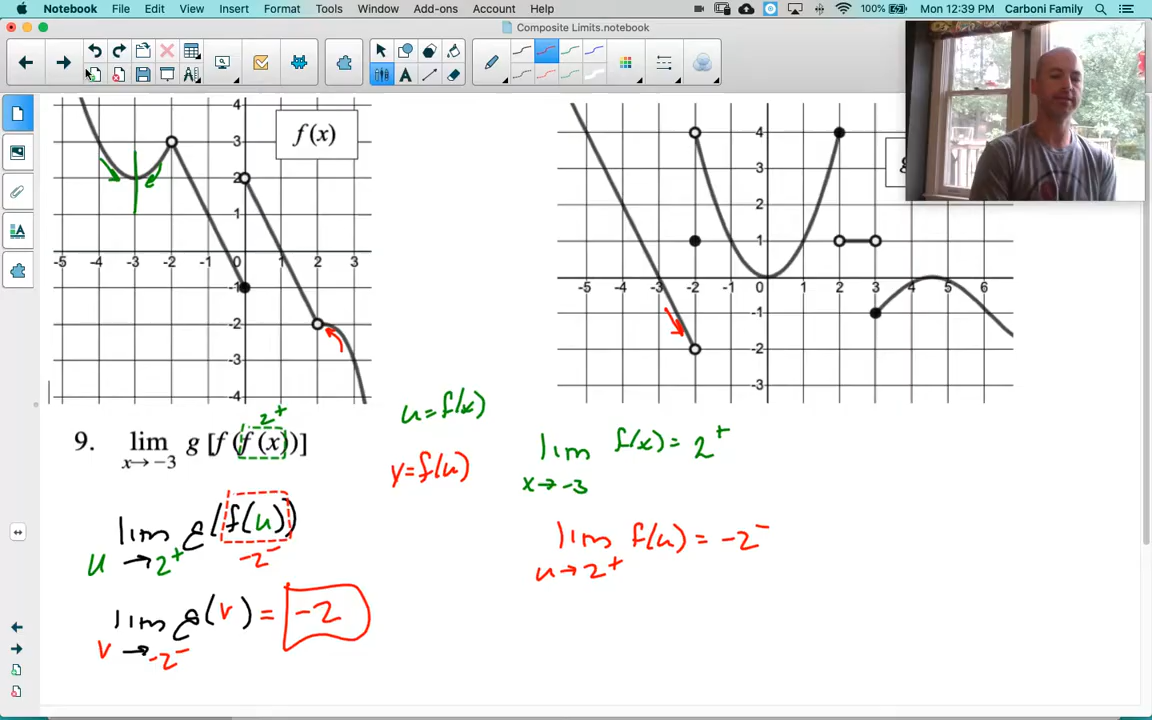 Notebook File Edit View Insert Format Tools Window Add-ons Account Help 100% Mon 12:39 PM Carboni Family
Composite Limits.notebook
f(x)
4
3
2
1
-5 -4 -3 -2 -1 0 1 2 3
-1
-2
-3
-4
4
3
2
1
-5 -4 -3 -2 -1 0 1 2 3 4 5 6
-1
-2
-3
2⁺
9. lim x→−3 g [f (f (x))]
u=f(x)
y=f(u)
lim x→-3 f(x)= 2⁺
lim u→2⁺ g(f(u))
-2⁻
lim u→2⁺ f(u) = -2⁻
lim v→-2⁻ g(v) = -2